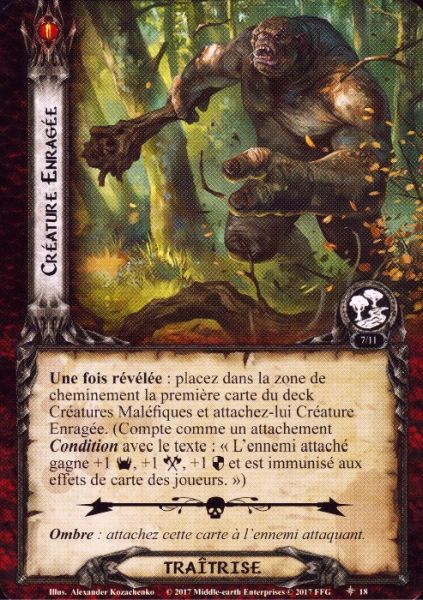 CRÉATURE ENRAGÉE
7/11
Une fois révélée : placez dans la zone de
cheminement la première carte du deck
Créatures Maléfiques et attachez-lui Créature
Enragée. (Compte comme un attachement
Condition avec le texte : « L'ennemi attaché
gagne +1 , +1 , +1 et est immunisé aux
effets de carte des joueurs. »)
Ombre : attachez cette carte à l'ennemi attaquant.
TRAÎTRISE
Illus. Alexander Kozachenko © 2017 Middle-earth Enterprises © 2017 FFG 18